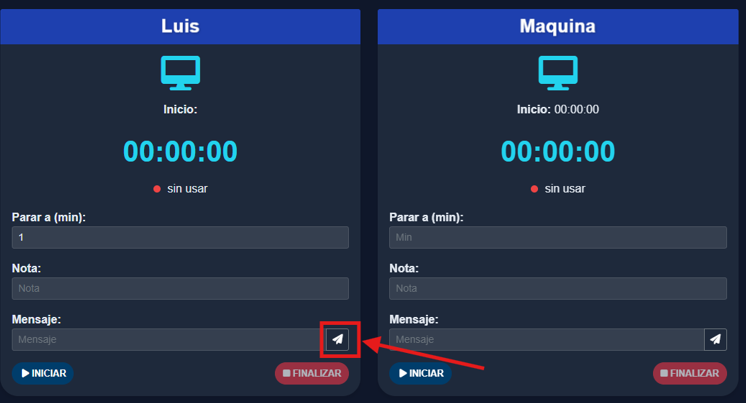 Luis
Inicio:
00:00:00
sin usar
Parar a (min):
1
Nota:
Nota
Mensaje:
Mensaje
INICIAR
FINALIZAR
Maquina
Inicio: 00:00:00
00:00:00
sin usar
Parar a (min):
Min
Nota:
Nota
Mensaje:
Mensaje
INICIAR
FINALIZAR